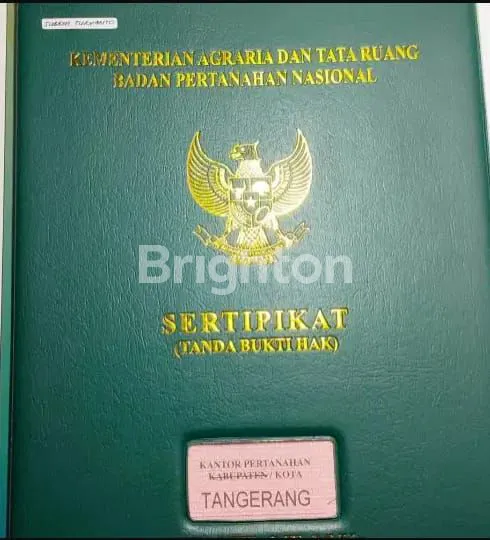 KEMENTERIAN AGRARIA DAN TATA RUANG
BADAN PERTANAHAN NASIONAL
Brighton
SERTIPIKAT
(TANDA BUKTI HAK)
KANTOR PERTANAHAN
KABUPATEN / KOTA
TANGERANG